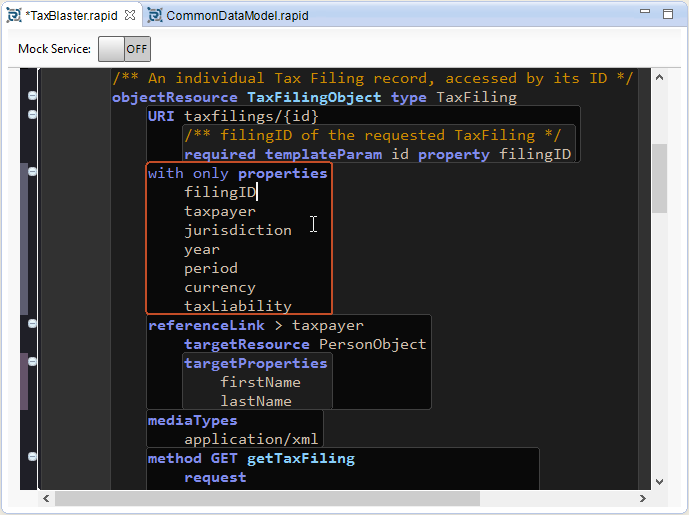 *TaxBlaster.rapid CommonDataModel.rapid
Mock Service: OFF
/** An individual Tax Filing record, accessed by its ID */
objectResource TaxFilingObject type TaxFiling
URI taxfilings/{id}
/** filingID of the requested TaxFiling */
required templateParam id property filingID
with only properties
filingID
taxpayer
jurisdiction
year
period
currency
taxLiability
referenceLink > taxpayer
targetResource PersonObject
targetProperties
firstName
lastName
mediaTypes
application/xml
method GET getTaxFiling
request